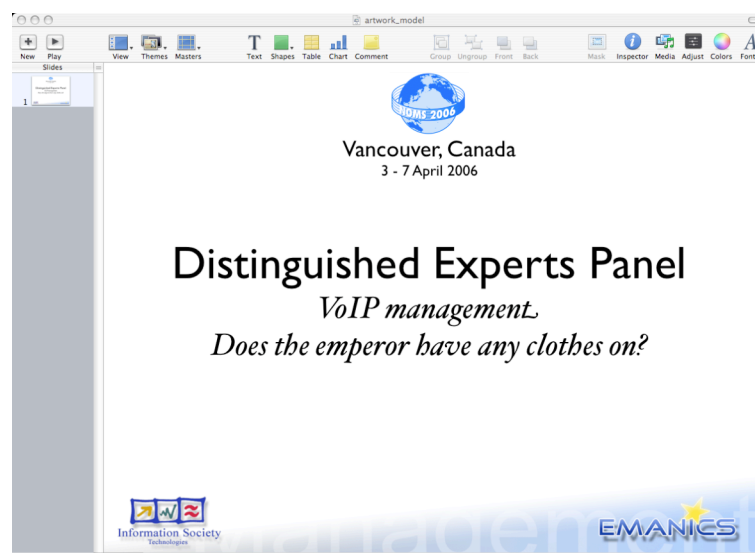 artwork_model
New Play View Themes Masters Text Shapes Table Chart Comment Group Ungroup Front Back Mask Inspector Media Adjust Colors Font
Slides
1
NOMS 2006
Vancouver, Canada
3 - 7 April 2006
Distinguished Experts Panel
VoIP management
Does the emperor have any clothes on?
Information Society
Technologies
Management
EMANICS